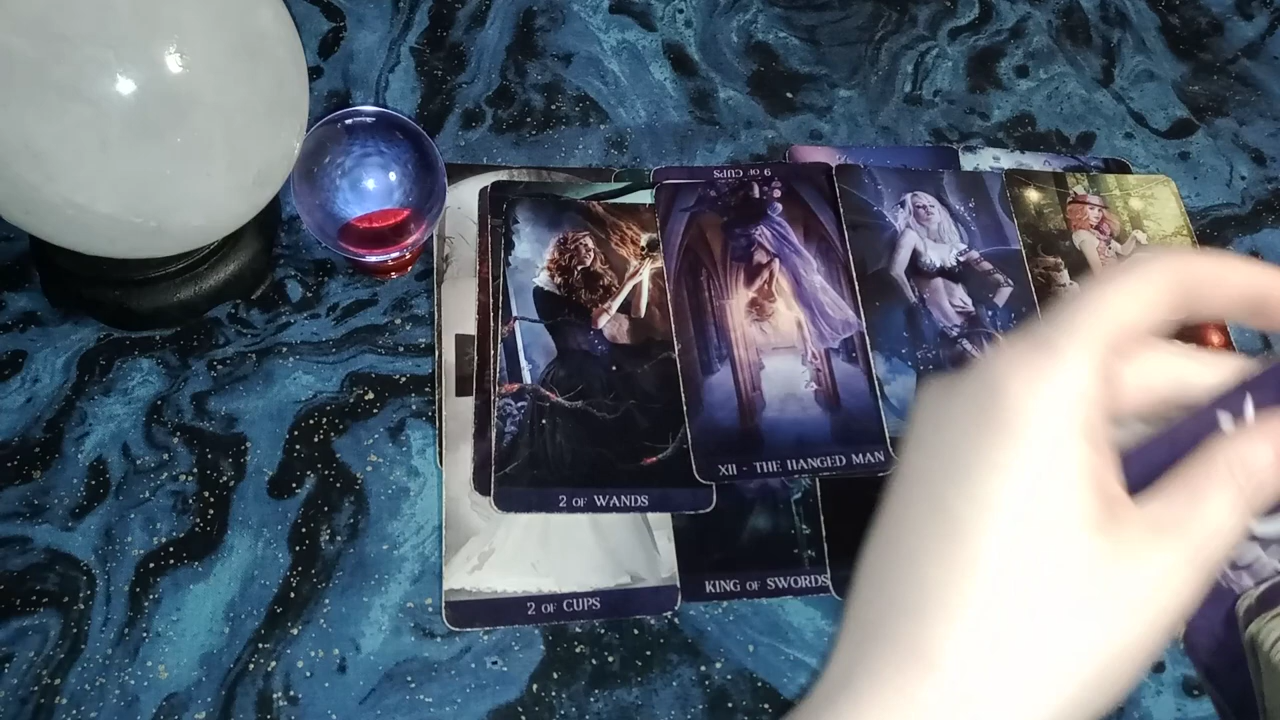 9 OF CUPS
XII - THE HANGED MAN
2 OF WANDS
KING OF SWORDS
2 OF CUPS